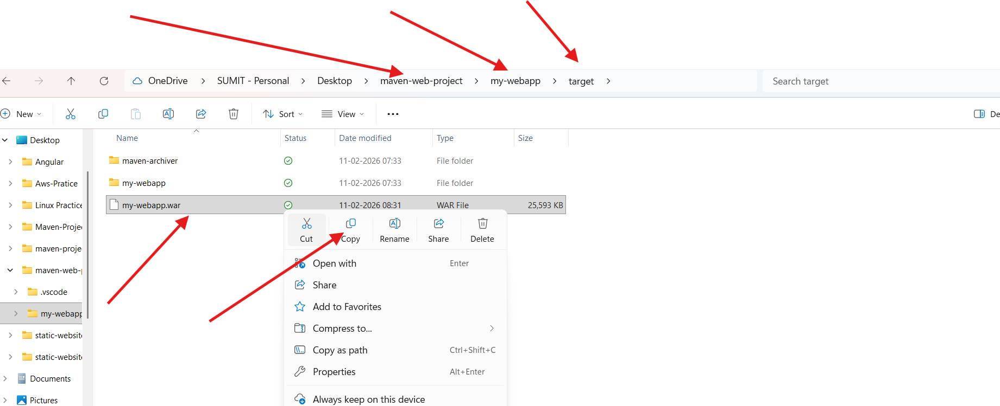 OneDrive > SUMIT - Personal > Desktop > maven-web-project > my-webapp > target >
Search target
New
Sort
View
De
Desktop
Angular
Aws-Pratice
Linux Practice
Maven-Projec
maven-projec
maven-web-p
.vscode
my-webapp
static-website
static-website
Documents
Pictures
Name Status Date modified Type Size
maven-archiver 11-02-2026 07:33 File folder
my-webapp 11-02-2026 07:33 File folder
my-webapp.war 11-02-2026 08:31 WAR File 25,593 KB
Cut Copy Rename Share Delete
Open with Enter
Share
Add to Favorites
Compress to...
Copy as path Ctrl+Shift+C
Properties Alt+Enter
Always keep on this device